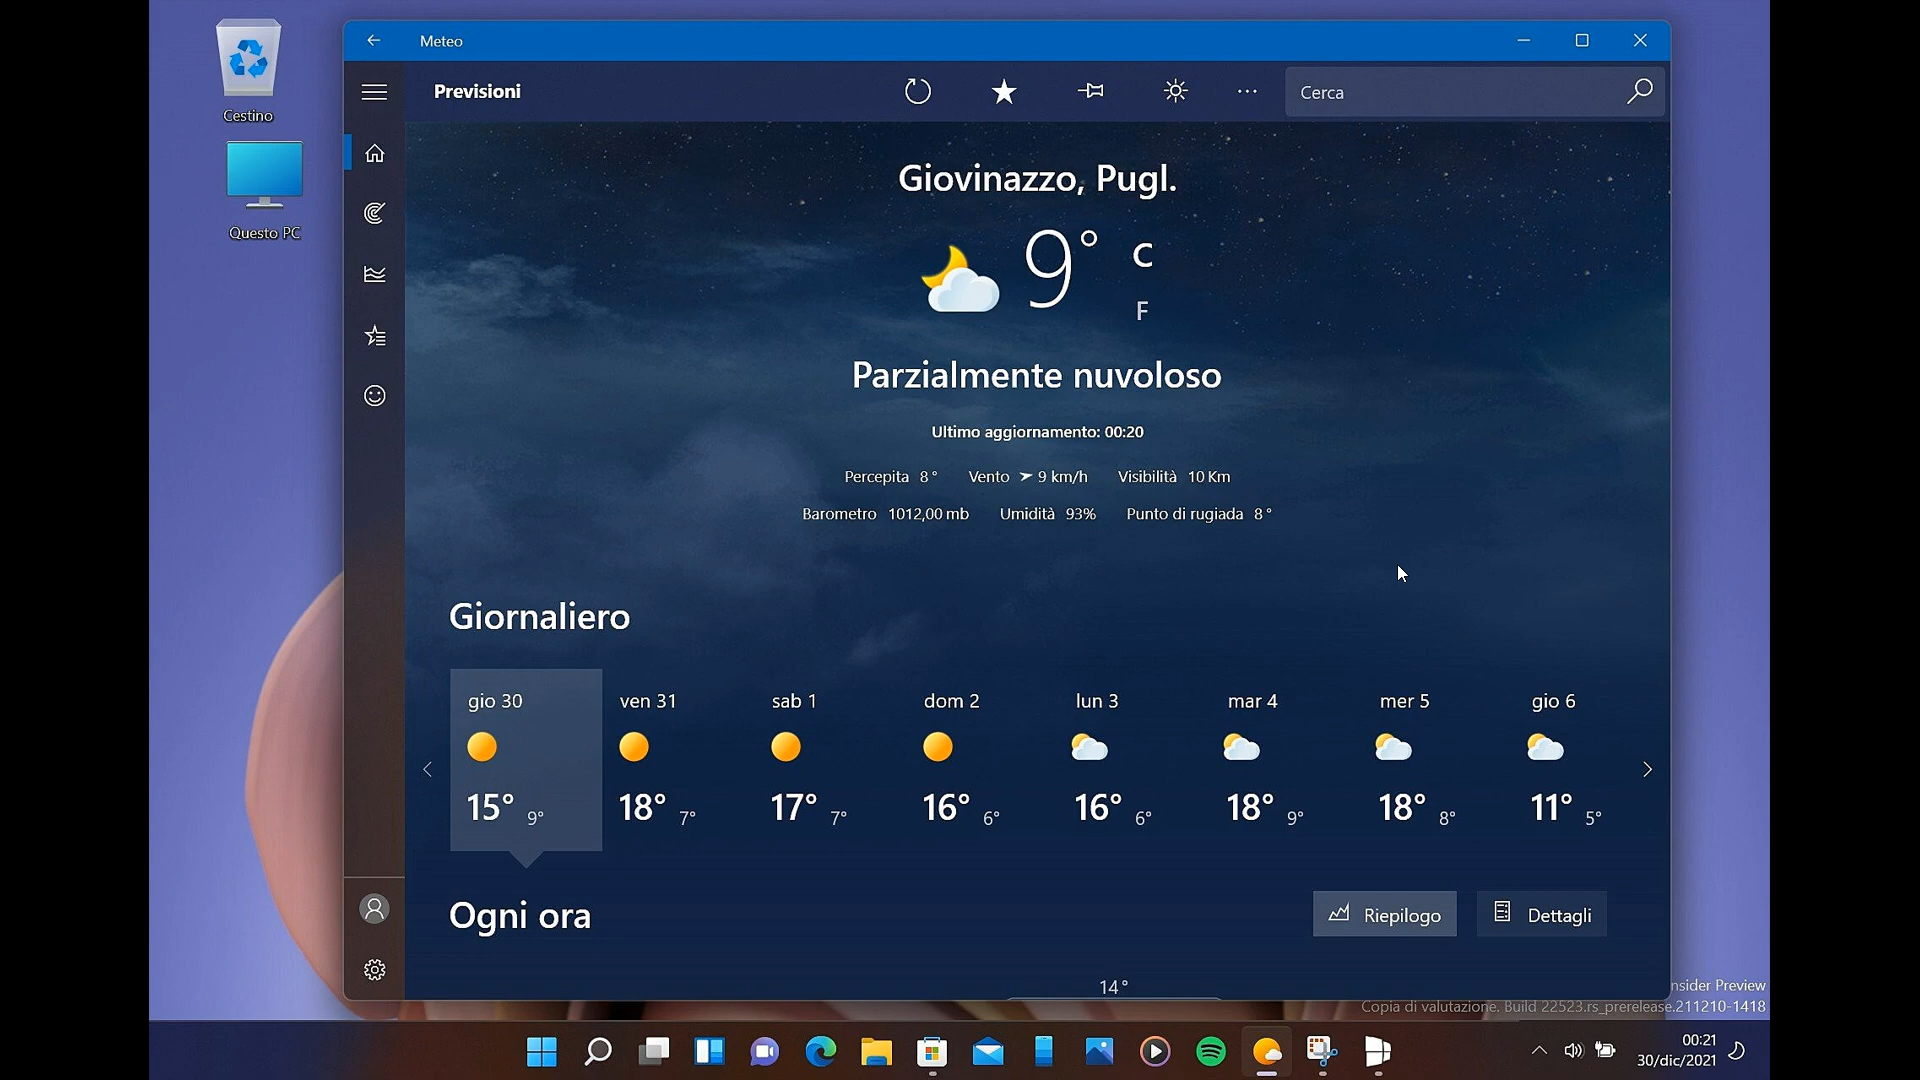 Cestino
Questo PC
Meteo
Previsioni
Cerca
Giovinazzo, Pugl.
9° C
F
Parzialmente nuvoloso
Ultimo aggiornamento: 00:20
Percepita 8° Vento 9 km/h Visibilità 10 Km
Barometro 1012,00 mb Umidità 93% Punto di rugiada 8°
Giornaliero
gio 30 ven 31 sab 1 dom 2 lun 3 mar 4 mer 5 gio 6
15° 9° 18° 7° 17° 7° 16° 6° 16° 6° 18° 9° 18° 8° 11° 5°
Ogni ora
Riepilogo
Dettagli
14°
nsider Preview
Copia di valutazione. Build 22523.rs_prerelease.211210-1418
00:21
30/dic/2021